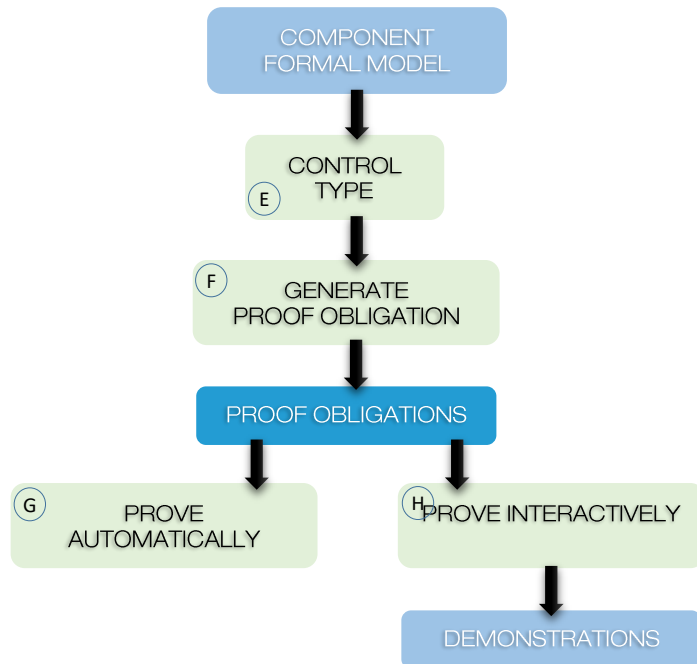 COMPONENT
FORMAL MODEL
CONTROL
TYPE
E
F
GENERATE
PROOF OBLIGATION
PROOF OBLIGATIONS
G
PROVE
AUTOMATICALLY
H
PROVE INTERACTIVELY
DEMONSTRATIONS